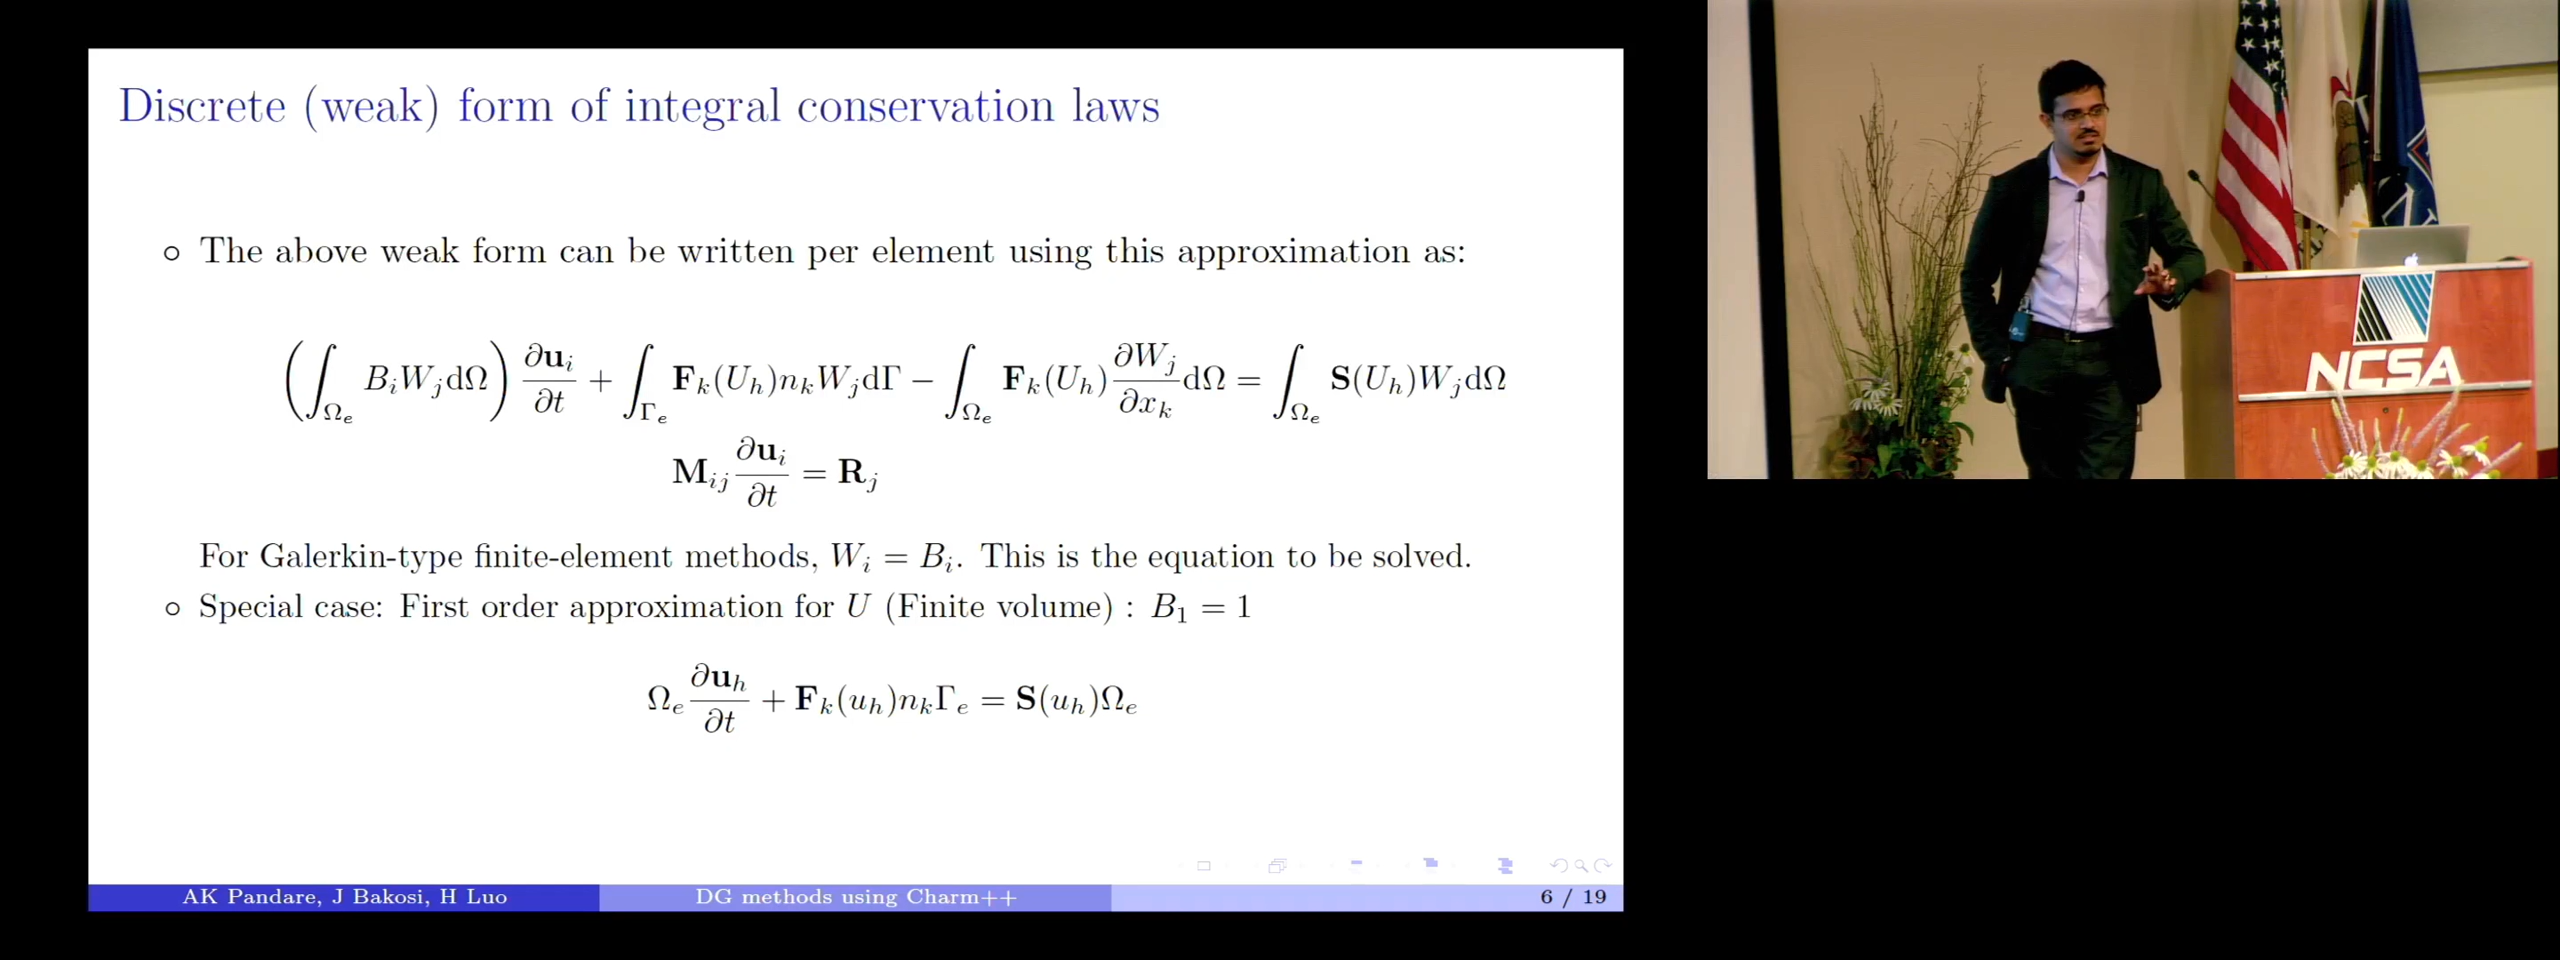 Discrete (weak) form of integral conservation laws
○ The above weak form can be written per element using this approximation as:
(∫_{Ω_e} B_i W_j dΩ) ∂𝐮_i/∂t + ∫_{Γ_e} 𝐅_k(U_h) n_k W_j dΓ − ∫_{Ω_e} 𝐅_k(U_h) ∂W_j/∂x_k dΩ = ∫_{Ω_e} 𝐒(U_h) W_j dΩ
𝐌_{ij} ∂𝐮_i/∂t = 𝐑_j
For Galerkin-type finite-element methods, W_i = B_i. This is the equation to be solved.
○ Special case: First order approximation for U (Finite volume) : B_1 = 1
Ω_e ∂𝐮_h/∂t + 𝐅_k(u_h) n_k Γ_e = 𝐒(u_h) Ω_e
AK Pandare, J Bakosi, H Luo
DG methods using Charm++
6 / 19
NCSA